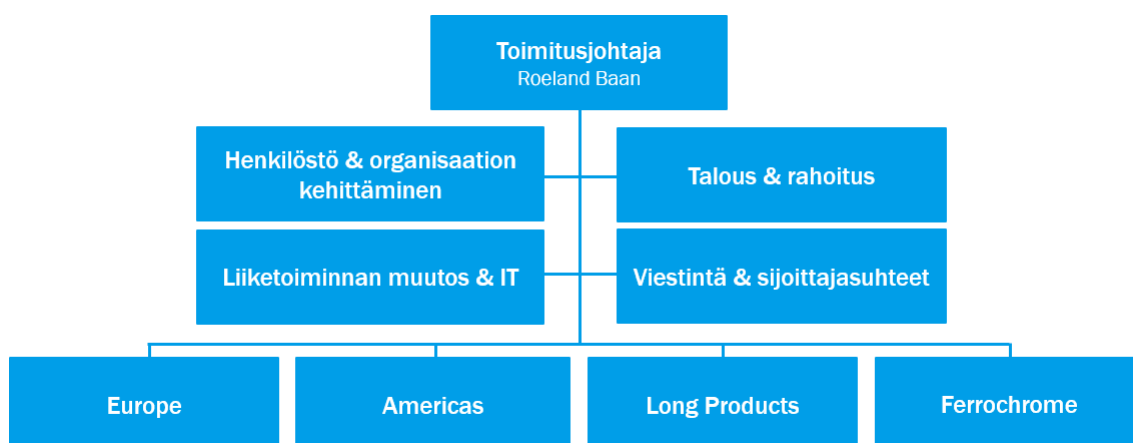 Toimitusjohtaja
Roeland Baan
Henkilöstö & organisaation
kehittäminen
Talous & rahoitus
Liiketoiminnan muutos & IT
Viestintä & sijoittajasuhteet
Europe
Americas
Long Products
Ferrochrome